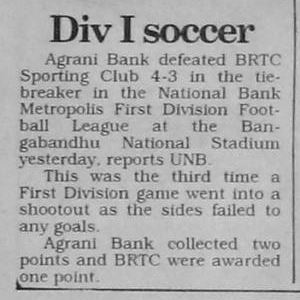 Div I soccer
Agrani Bank defeated BRTC
Sporting Club 4-3 in the tie-
breaker in the National Bank
Metropolis First Division Foot-
ball League at the Ban-
gabandhu National Stadium
yesterday, reports UNB.
This was the third time a
First Division game went into a
shootout as the sides failed to
any goals.
Agrani Bank collected two
points and BRTC were awarded
one point.